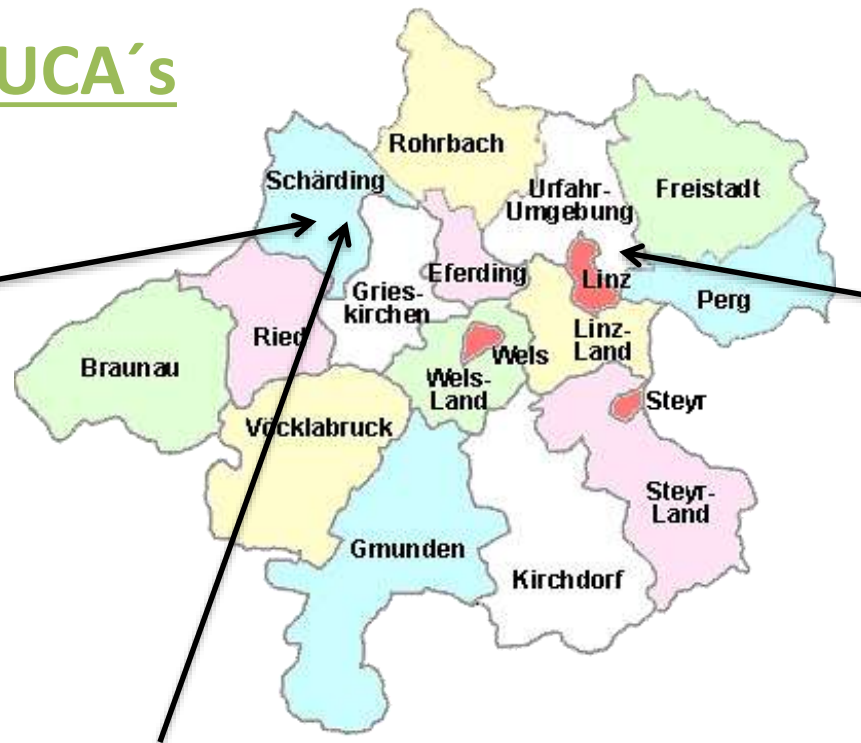 UCA´s
Rohrbach
Schärding
Urfahr-
Umgebung
Freistadt
Eferding
Linz
Gries-
kirchen
Perg
Ried
Linz-
Land
Braunau
Wels
Wels-
Land
Steyr
Vöcklabruck
Steyr-
Land
Gmunden
Kirchdorf